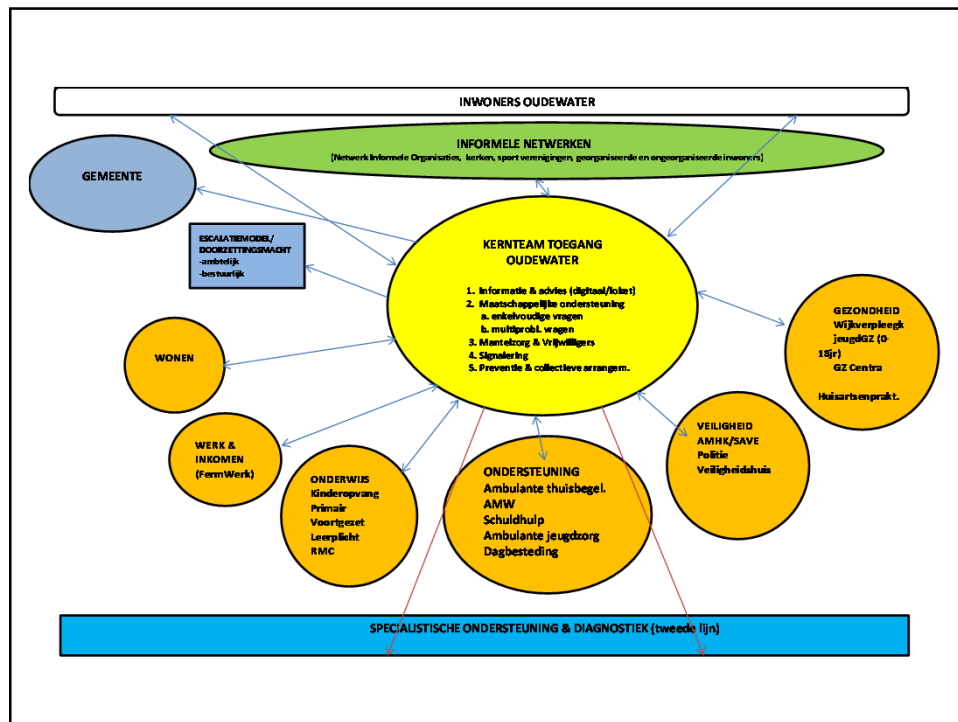 INWONERS OUDEWATER
INFORMELE NETWERKEN
(Netwerk Informele Organisaties, kerken, sport verenigingen, georganiseerde en ongeorganiseerde inwoners)
GEMEENTE
ESCALATIEMODEL/
DOORZETTINGSMACHT
-ambtelijk
-bestuurlijk
KERNTEAM TOEGANG
OUDEWATER
1. Informatie & advies (digitaal/loket)
2. Maatschappelijke ondersteuning
a. enkelvoudige vragen
b. multiprobl. vragen
3. Mantelzorg & Vrijwilligers
4. Signalering
5. Preventie & collectieve arrangem.
GEZONDHEID
Wijkverpleegk
jeugdGZ (0-
18jr)
GZ Centra
Huisartsenprakt.
WONEN
WERK &
INKOMEN
(FermWerk)
ONDERWIJS
Kinderopvang
Primair
Voortgezet
Leerplicht
RMC
ONDERSTEUNING
Ambulante thuisbegel.
AMW
Schuldhulp
Ambulante jeugdzorg
Dagbesteding
VEILIGHEID
AMHK/SAVE
Politie
Veiligheidshuis
SPECIALISTISCHE ONDERSTEUNING & DIAGNOSTIEK (tweede lijn)